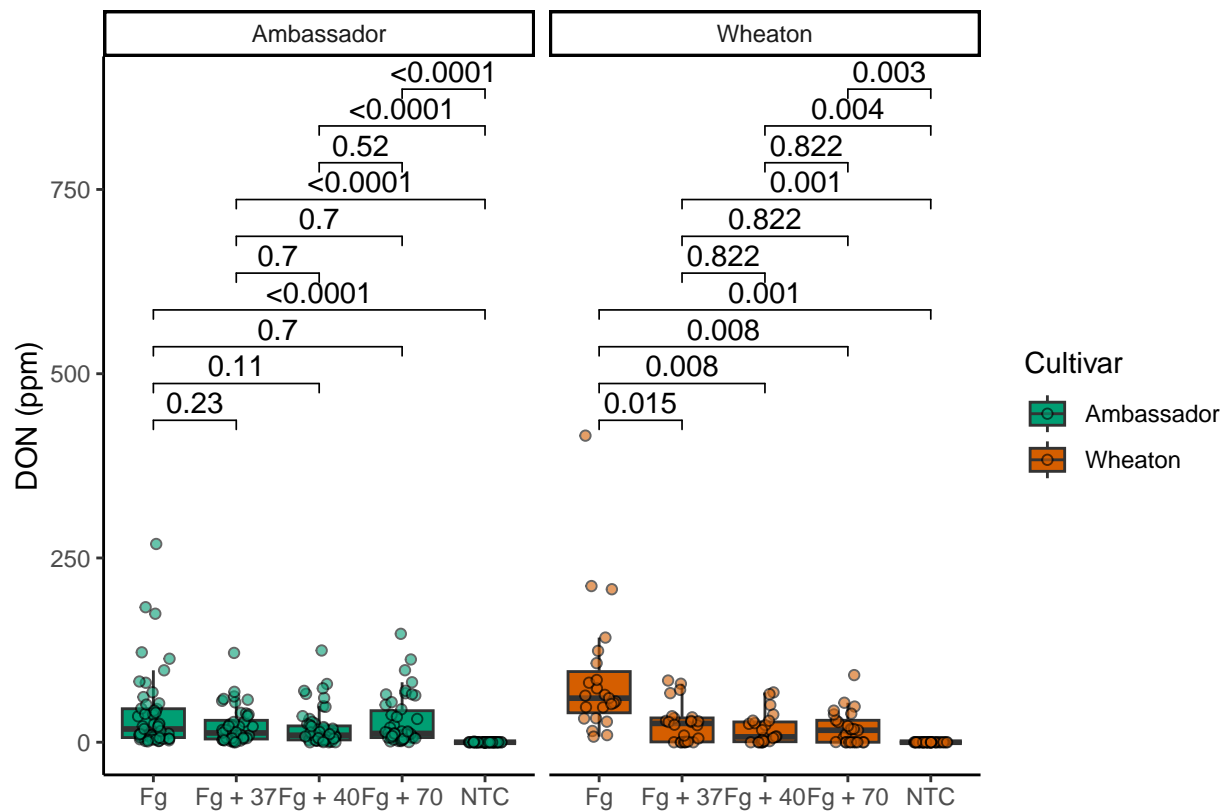 Ambassador
Wheaton
<0.0001
0.003
<0.0001
0.004
0.52
0.822
<0.0001
0.001
0.7
0.822
0.7
0.822
<0.0001
0.001
0.7
0.008
0.11
0.008
0.23
0.015
750
500
250
0
DON (ppm)
Fg
Fg + 37
Fg + 40
Fg + 70
NTC
Fg
Fg + 37
Fg + 40
Fg + 70
NTC
Cultivar
Ambassador
Wheaton